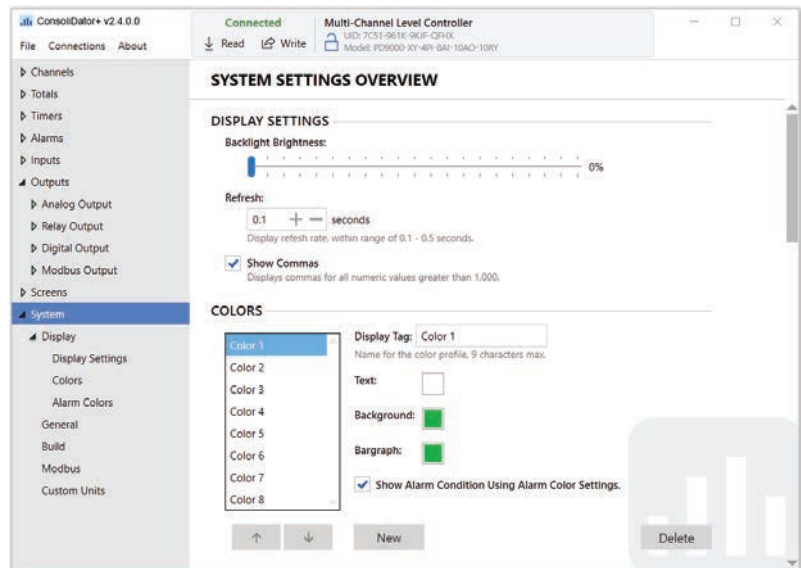 ConsoliDator+ v2.4.0.0
File Connections About
Connected
Read Write
Multi-Channel Level Controller
UID: 7C51-961K-9KJF-QFHX
Model: PD9000-XY-4PI-8AI-10AO-10RY
Channels
Totals
Timers
Alarms
Inputs
Outputs
Analog Output
Relay Output
Digital Output
Modbus Output
Screens
System
Display
Display Settings
Colors
Alarm Colors
General
Build
Modbus
Custom Units
SYSTEM SETTINGS OVERVIEW
DISPLAY SETTINGS
Backlight Brightness:
0%
Refresh:
0.1 + − seconds
Display refesh rate, within range of 0.1 - 0.5 seconds.
Show Commas
Displays commas for all numeric values greater than 1,000.
COLORS
Color 1
Color 2
Color 3
Color 4
Color 5
Color 6
Color 7
Color 8
Display Tag: Color 1
Name for the color profile, 9 characters max.
Text:
Background:
Bargraph:
Show Alarm Condition Using Alarm Color Settings.
New
Delete